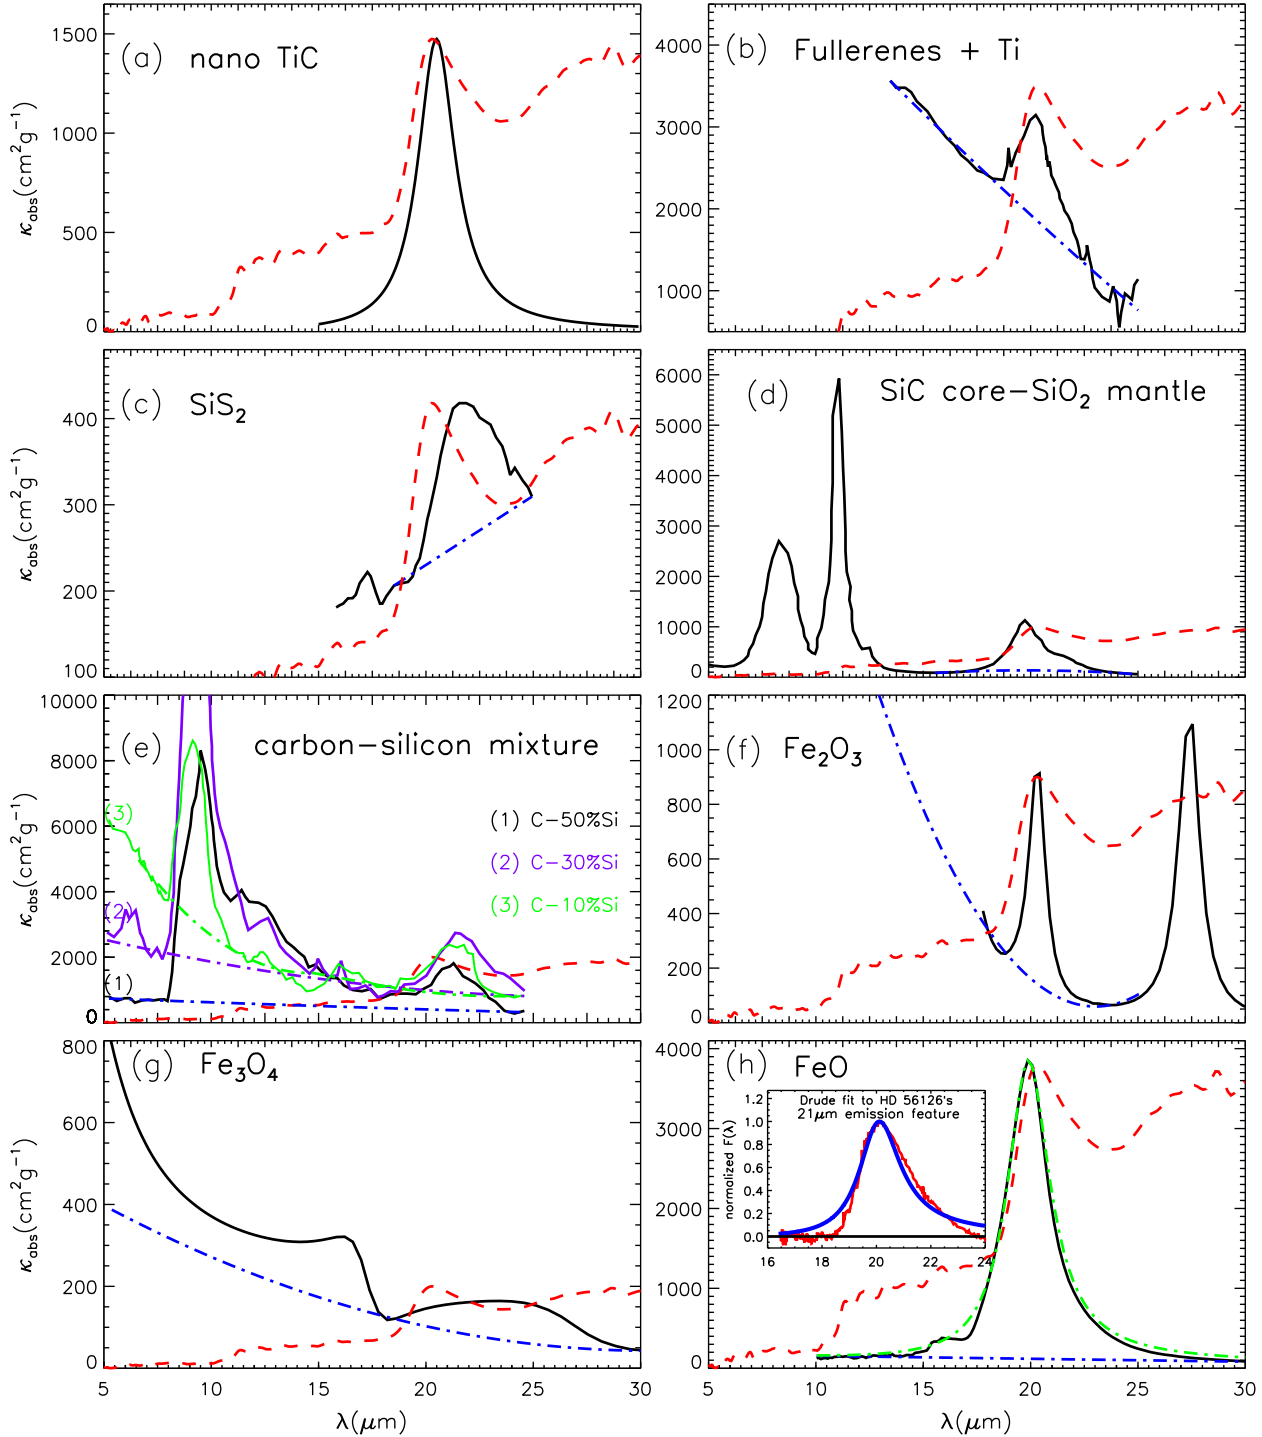 (a) nano TiC
κabs(cm²g⁻¹)
1500
1000
500
0
(b) Fullerenes + Ti
4000
3000
2000
1000
(c) SiS₂
κabs(cm²g⁻¹)
400
300
200
100
(d) SiC core−SiO₂ mantle
6000
5000
4000
3000
2000
1000
0
(e) carbon−silicon mixture
κabs(cm²g⁻¹)
10000
8000
6000
4000
2000
0
(3)
(2)
(1)
(1) C−50%Si
(2) C−30%Si
(3) C−10%Si
(f) Fe₂O₃
1200
1000
800
600
400
200
0
(g) Fe₃O₄
κabs(cm²g⁻¹)
800
600
400
200
0
5 10 15 20 25 30
λ(μm)
(h) FeO
4000
3000
2000
1000
0
Drude fit to HD 56126's
21μm emission feature
normalized F(λ)
1.2
1.0
0.8
0.6
0.4
0.2
0.0
16 18 20 22 24
5 10 15 20 25 30
λ(μm)